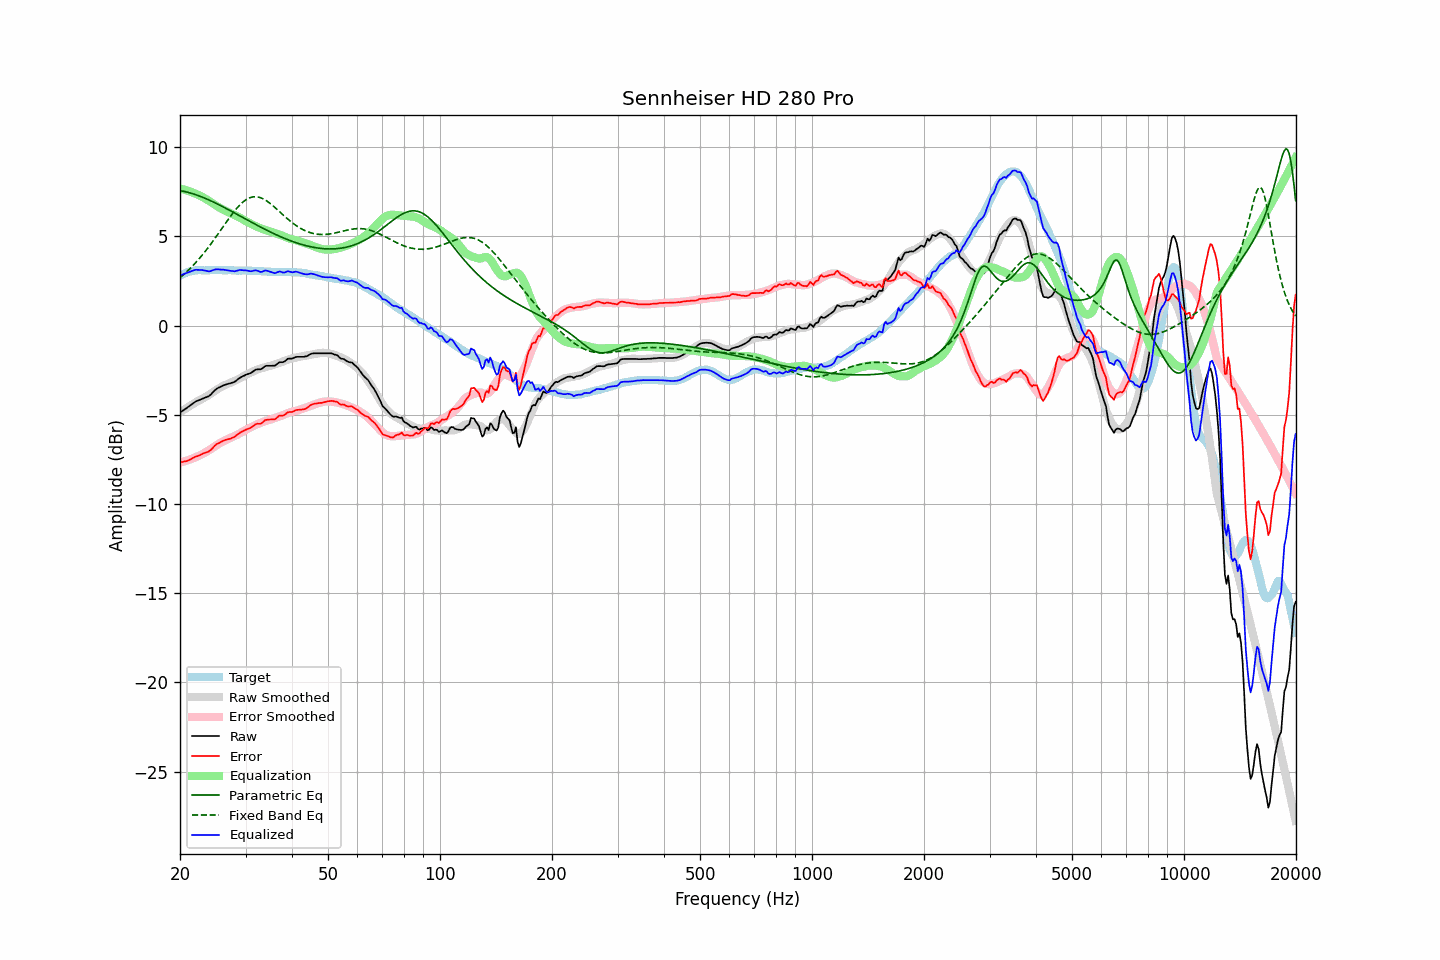 Sennheiser HD 280 Pro
10
5
0
−5
−10
−15
−20
−25
Amplitude (dBr)
Target
Raw Smoothed
Error Smoothed
Raw
Error
Equalization
Parametric Eq
Fixed Band Eq
Equalized
20 50 100 200 500 1000 2000 5000 10000 20000
Frequency (Hz)